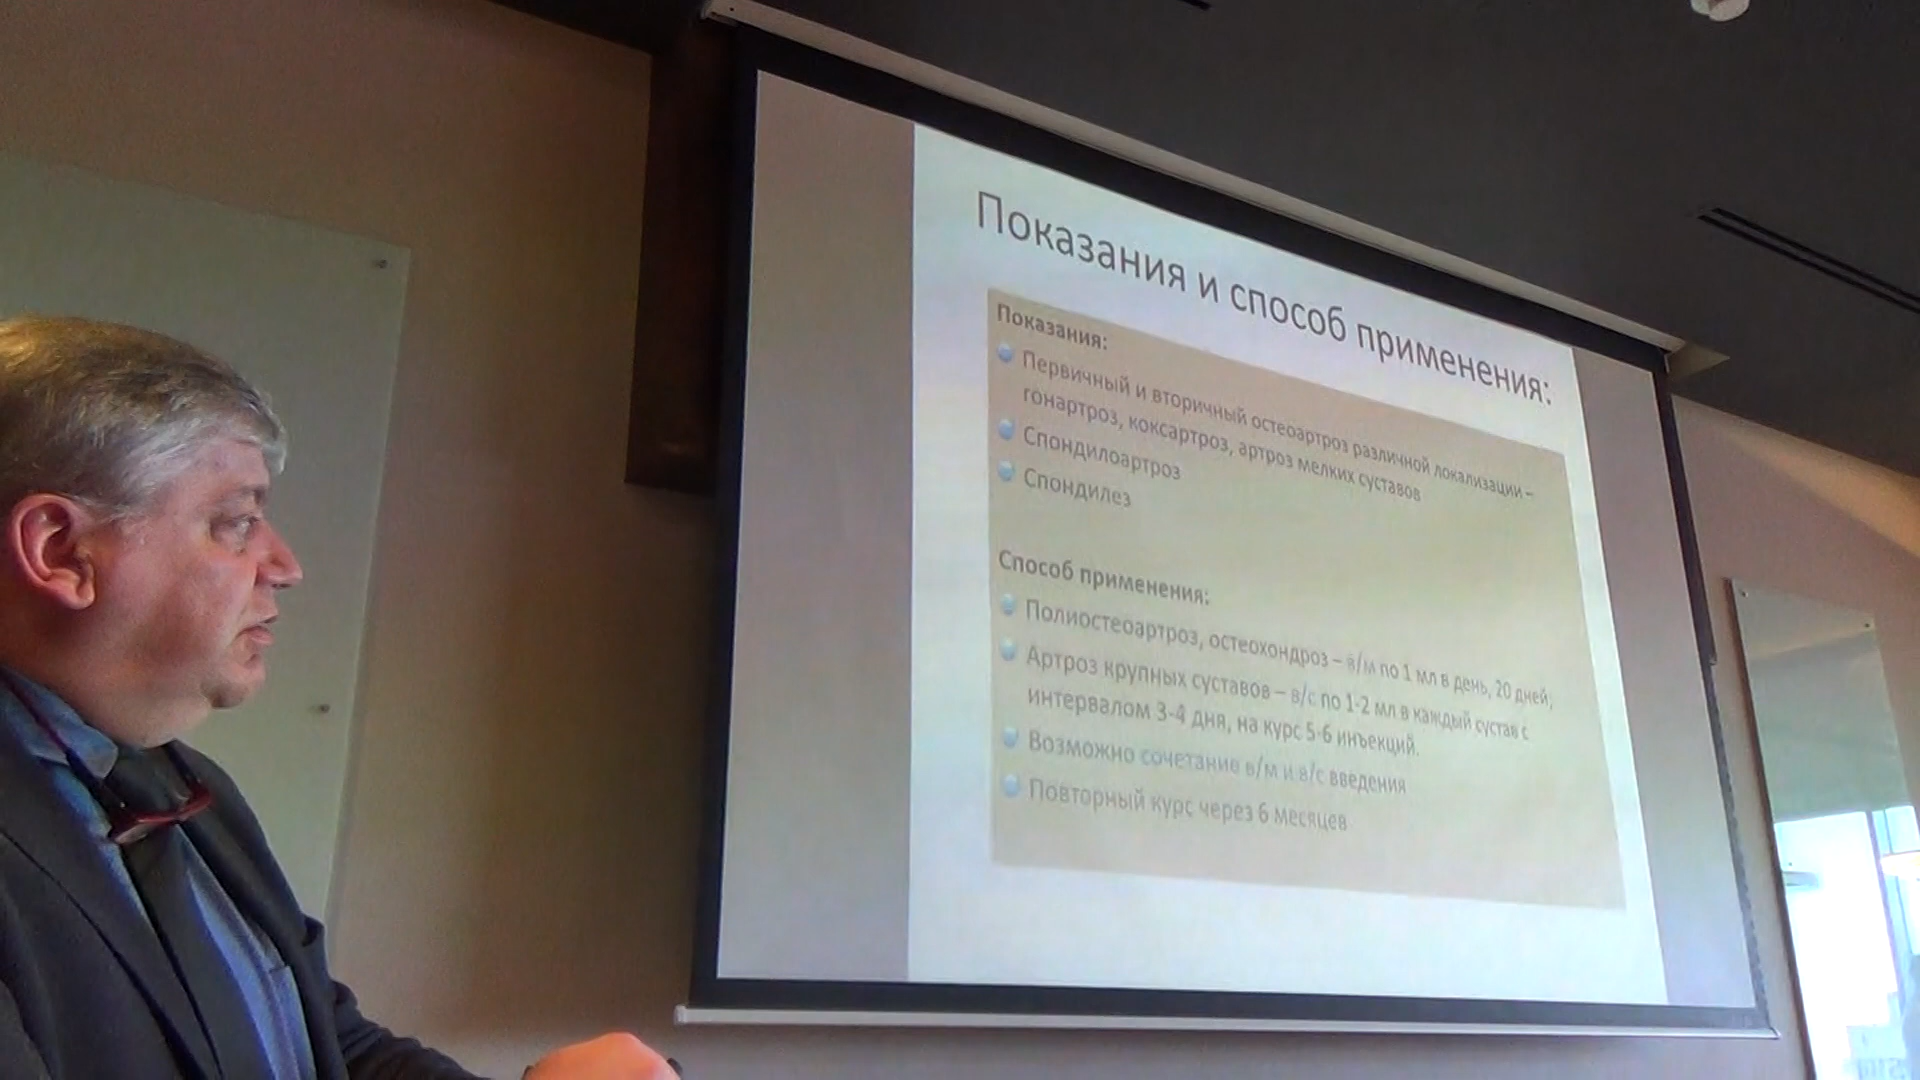 Показания и способ применения:
Показания:
Первичный и вторичный остеоартроз различной локализации –
гонартроз, коксартроз, артроз мелких суставов
Спондилоартроз
Спондилез
Способ применения:
Полиостеоартроз, остеохондроз – в/м по 1 мл в день, 20 дней;
Артроз крупных суставов – в/с по 1-2 мл в каждый сустав с
интервалом 3-4 дня, на курс 5-6 инъекций.
Возможно сочетание в/м и в/с введения
Повторный курс через 6 месяцев